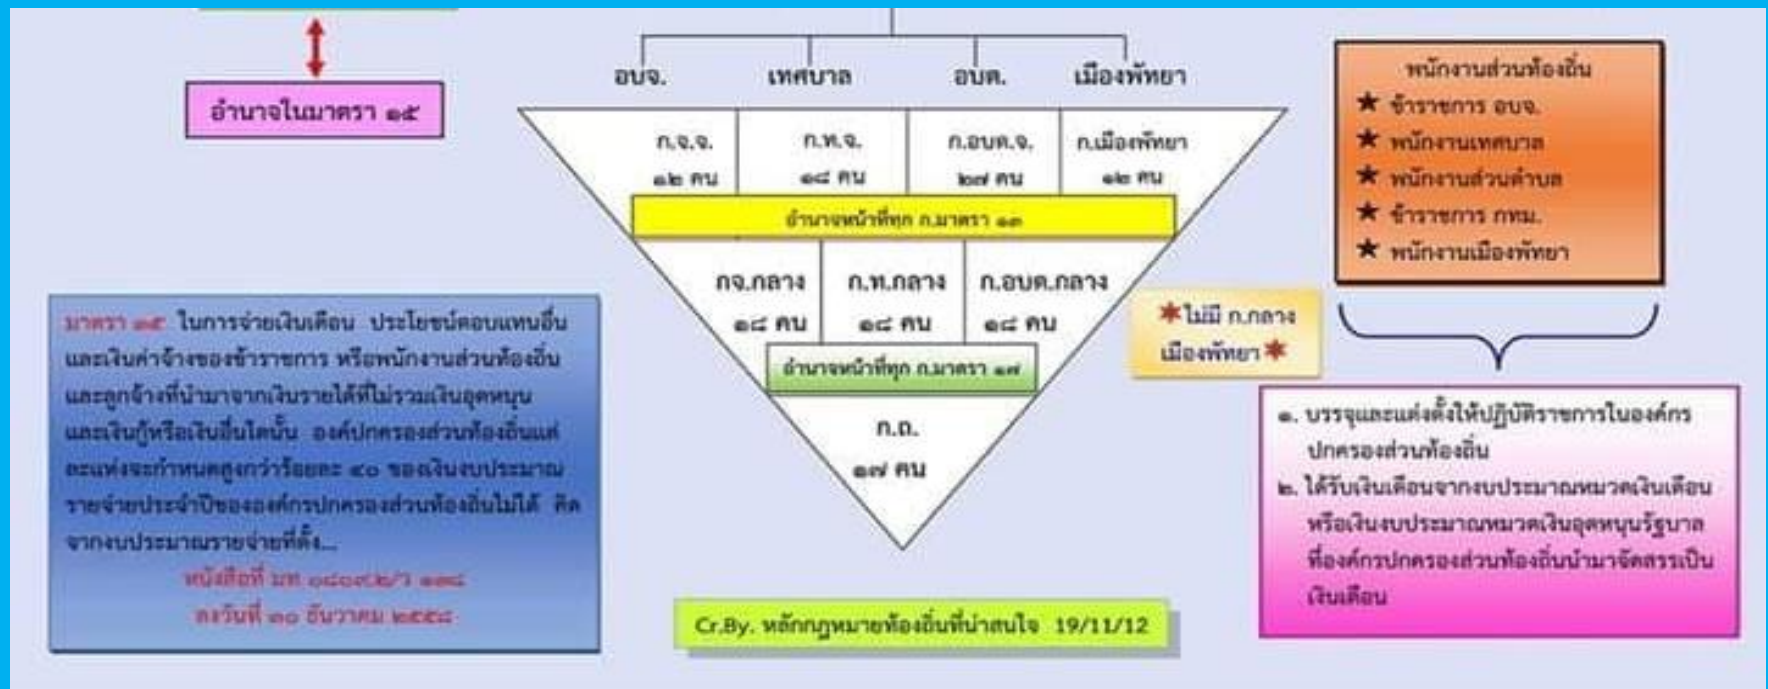 อำนาจในมาตรา ๑๕
อบจ. เทศบาล อบต. เมืองพัทยา
ก.จ.จ. ก.ท.จ. ก.อบต.จ. ก.เมืองพัทยา
๑๒ คน ๑๘ คน ๒๗ คน ๑๒ คน
อำนาจหน้าที่ทุก ก.มาตรา ๑๓
กจ.กลาง ก.ท.กลาง ก.อบต.กลาง
๑๘ คน ๑๘ คน ๑๘ คน
อำนาจหน้าที่ทุก ก.มาตรา ๑๗
ก.ถ.
๑๗ คน
ไม่มี ก.กลาง
เมืองพัทยา
พนักงานส่วนท้องถิ่น
★ ข้าราชการ อบจ.
★ พนักงานเทศบาล
★ พนักงานส่วนตำบล
★ ข้าราชการ กทม.
★ พนักงานเมืองพัทยา
มาตรา ๑๕ ในการจ่ายเงินเดือน ประโยชน์ตอบแทนอื่น
และเงินค่าจ้างของข้าราชการ หรือพนักงานส่วนท้องถิ่น
และลูกจ้างที่นำมาจากเงินรายได้ที่ไม่รวมเงินอุดหนุน
และเงินกู้หรือเงินอื่นใดนั้น องค์ปกครองส่วนท้องถิ่นแต่
ละแห่งจะกำหนดสูงกว่าร้อยละ ๔๐ ของเงินงบประมาณ
รายจ่ายประจำปีขององค์กรปกครองส่วนท้องถิ่นไม่ได้ คิด
จากงบประมาณรายจ่ายที่ตั้ง...
หนังสือที่ มท
ธันวาคม ๒๕๕๘
๑. บรรจุและแต่งตั้งให้ปฏิบัติราชการในองค์กร
ปกครองส่วนท้องถิ่น
๒. ได้รับเงินเดือนจากงบประมาณหมวดเงินเดือน
หรือเงินงบประมาณหมวดเงินอุดหนุนรัฐบาล
ที่องค์กรปกครองส่วนท้องถิ่นนำมาจัดสรรเป็น
เงินเดือน
Cr.By. หลักกฎหมายท้องถิ่นที่น่าสนใจ 19/11/12